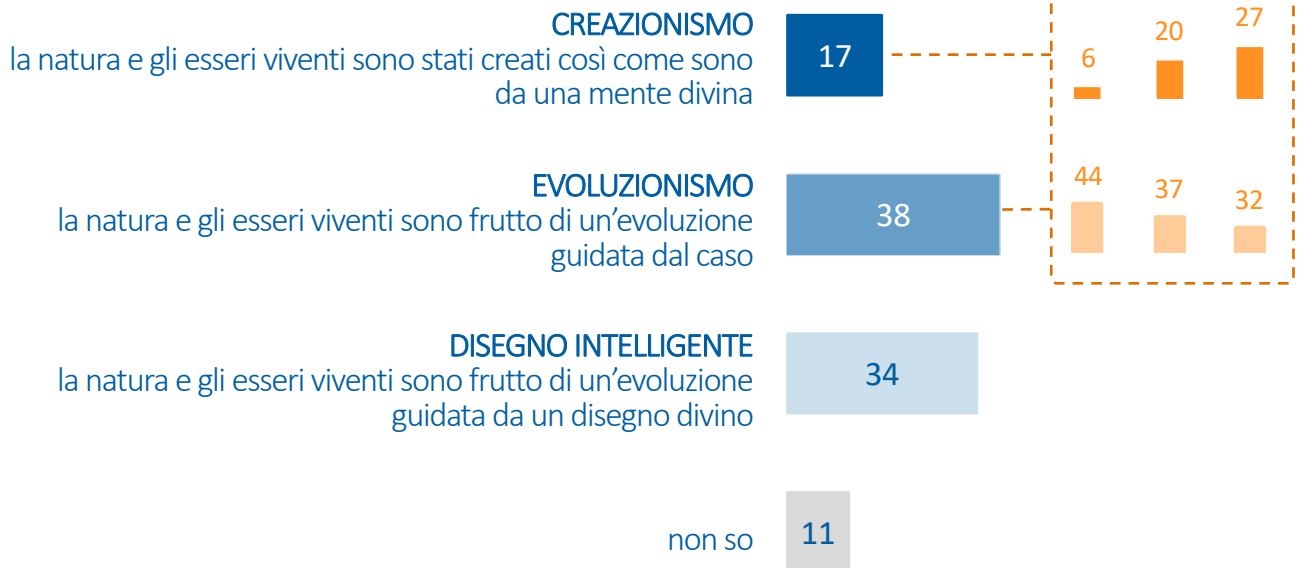 CREAZIONISMO
la natura e gli esseri viventi sono stati creati così come sono
da una mente divina
17
6
20
27
EVOLUZIONISMO
la natura e gli esseri viventi sono frutto di un’evoluzione
guidata dal caso
38
44
37
32
DISEGNO INTELLIGENTE
la natura e gli esseri viventi sono frutto di un’evoluzione
guidata da un disegno divino
34
non so
11